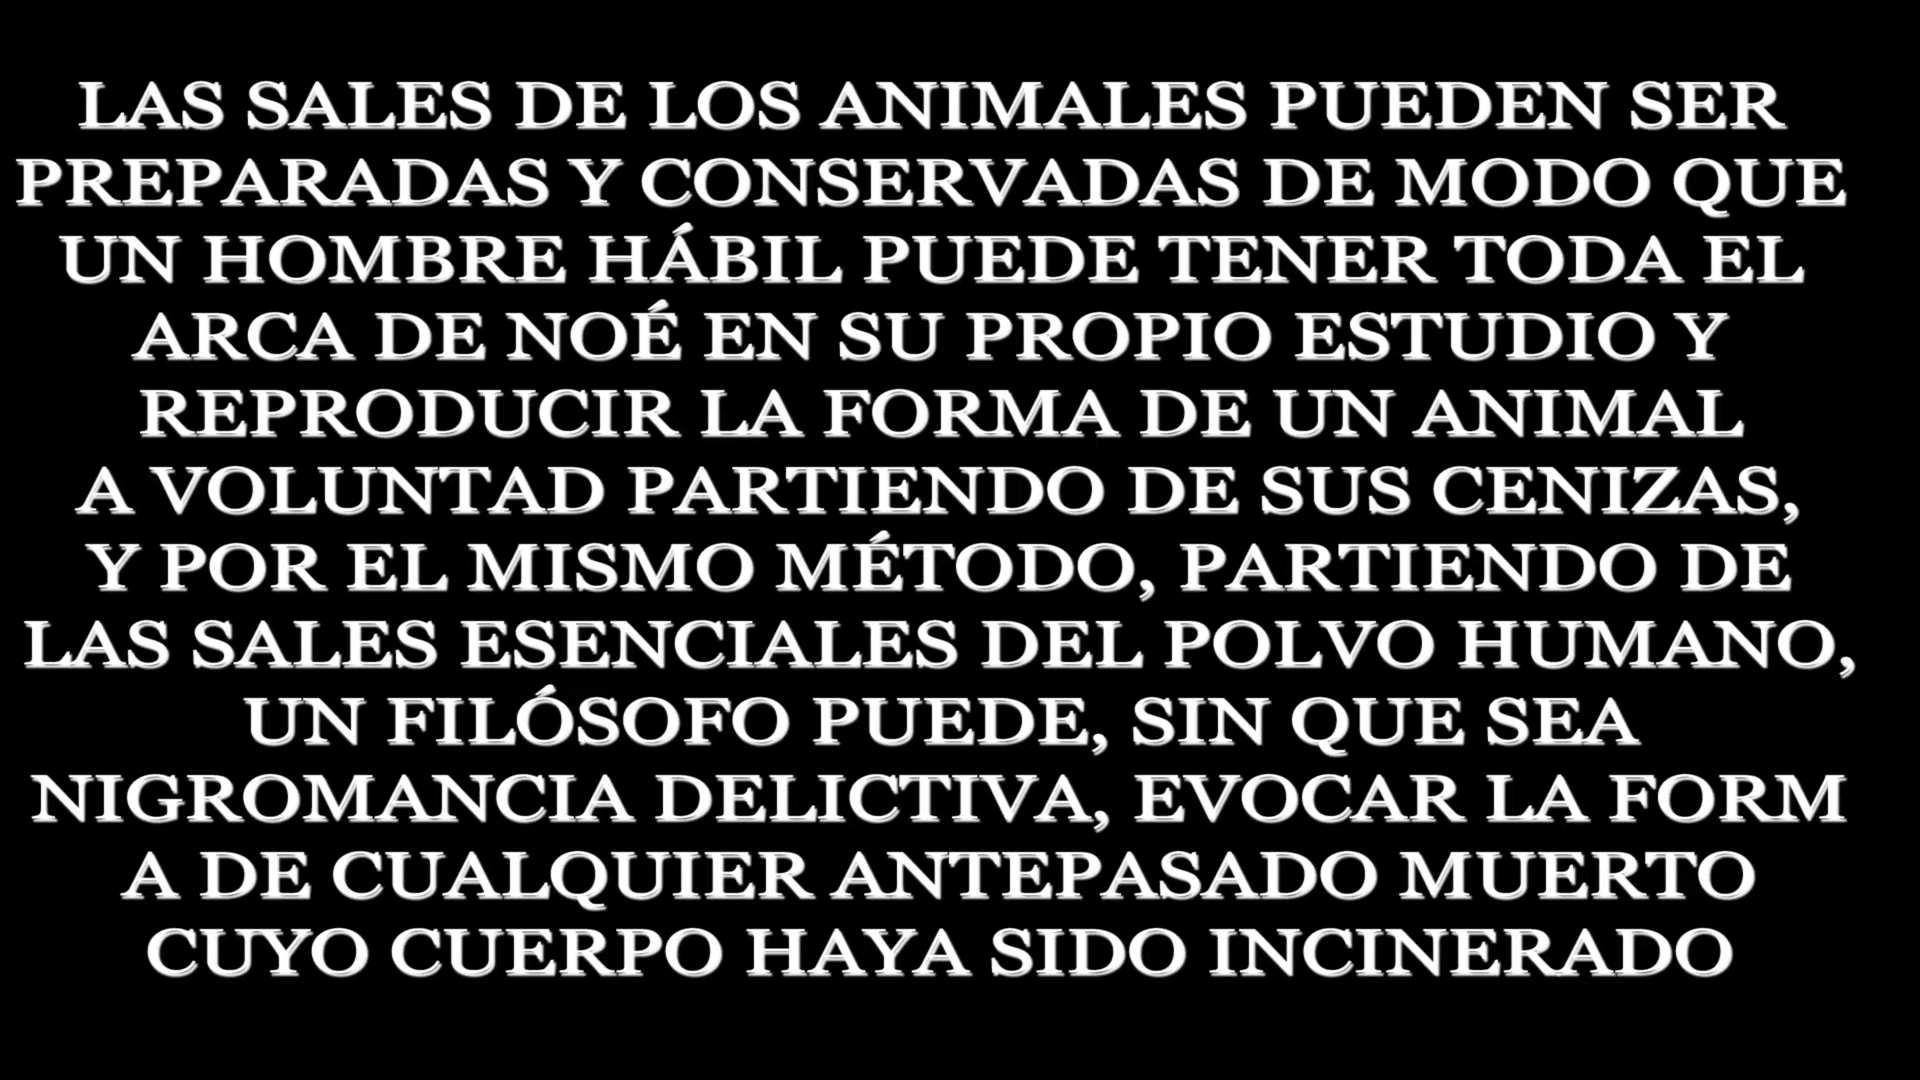 LAS SALES DE LOS ANIMALES PUEDEN SER
PREPARADAS Y CONSERVADAS DE MODO QUE
UN HOMBRE HÁBIL PUEDE TENER TODA EL
ARCA DE NOÉ EN SU PROPIO ESTUDIO Y
REPRODUCIR LA FORMA DE UN ANIMAL
A VOLUNTAD PARTIENDO DE SUS CENIZAS,
Y POR EL MISMO MÉTODO, PARTIENDO DE
LAS SALES ESENCIALES DEL POLVO HUMANO,
UN FILÓSOFO PUEDE, SIN QUE SEA
NIGROMANCIA DELICTIVA, EVOCAR LA FORM
A DE CUALQUIER ANTEPASADO MUERTO
CUYO CUERPO HAYA SIDO INCINERADO